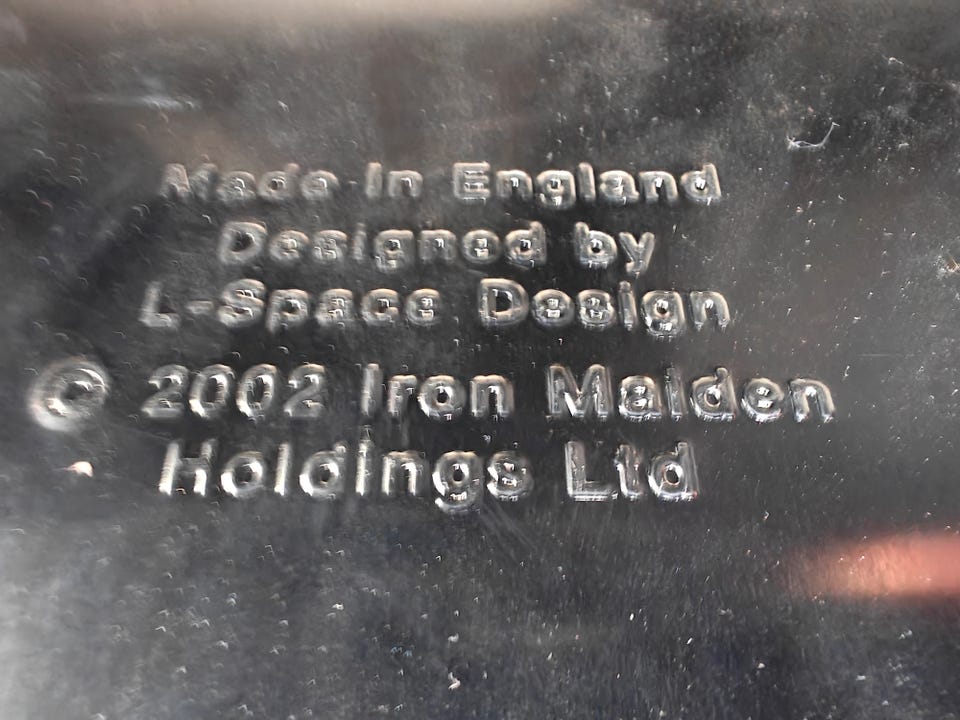 Made In England
Designed by
L-Space Design
© 2002 Iron Maiden
Holdings Ltd